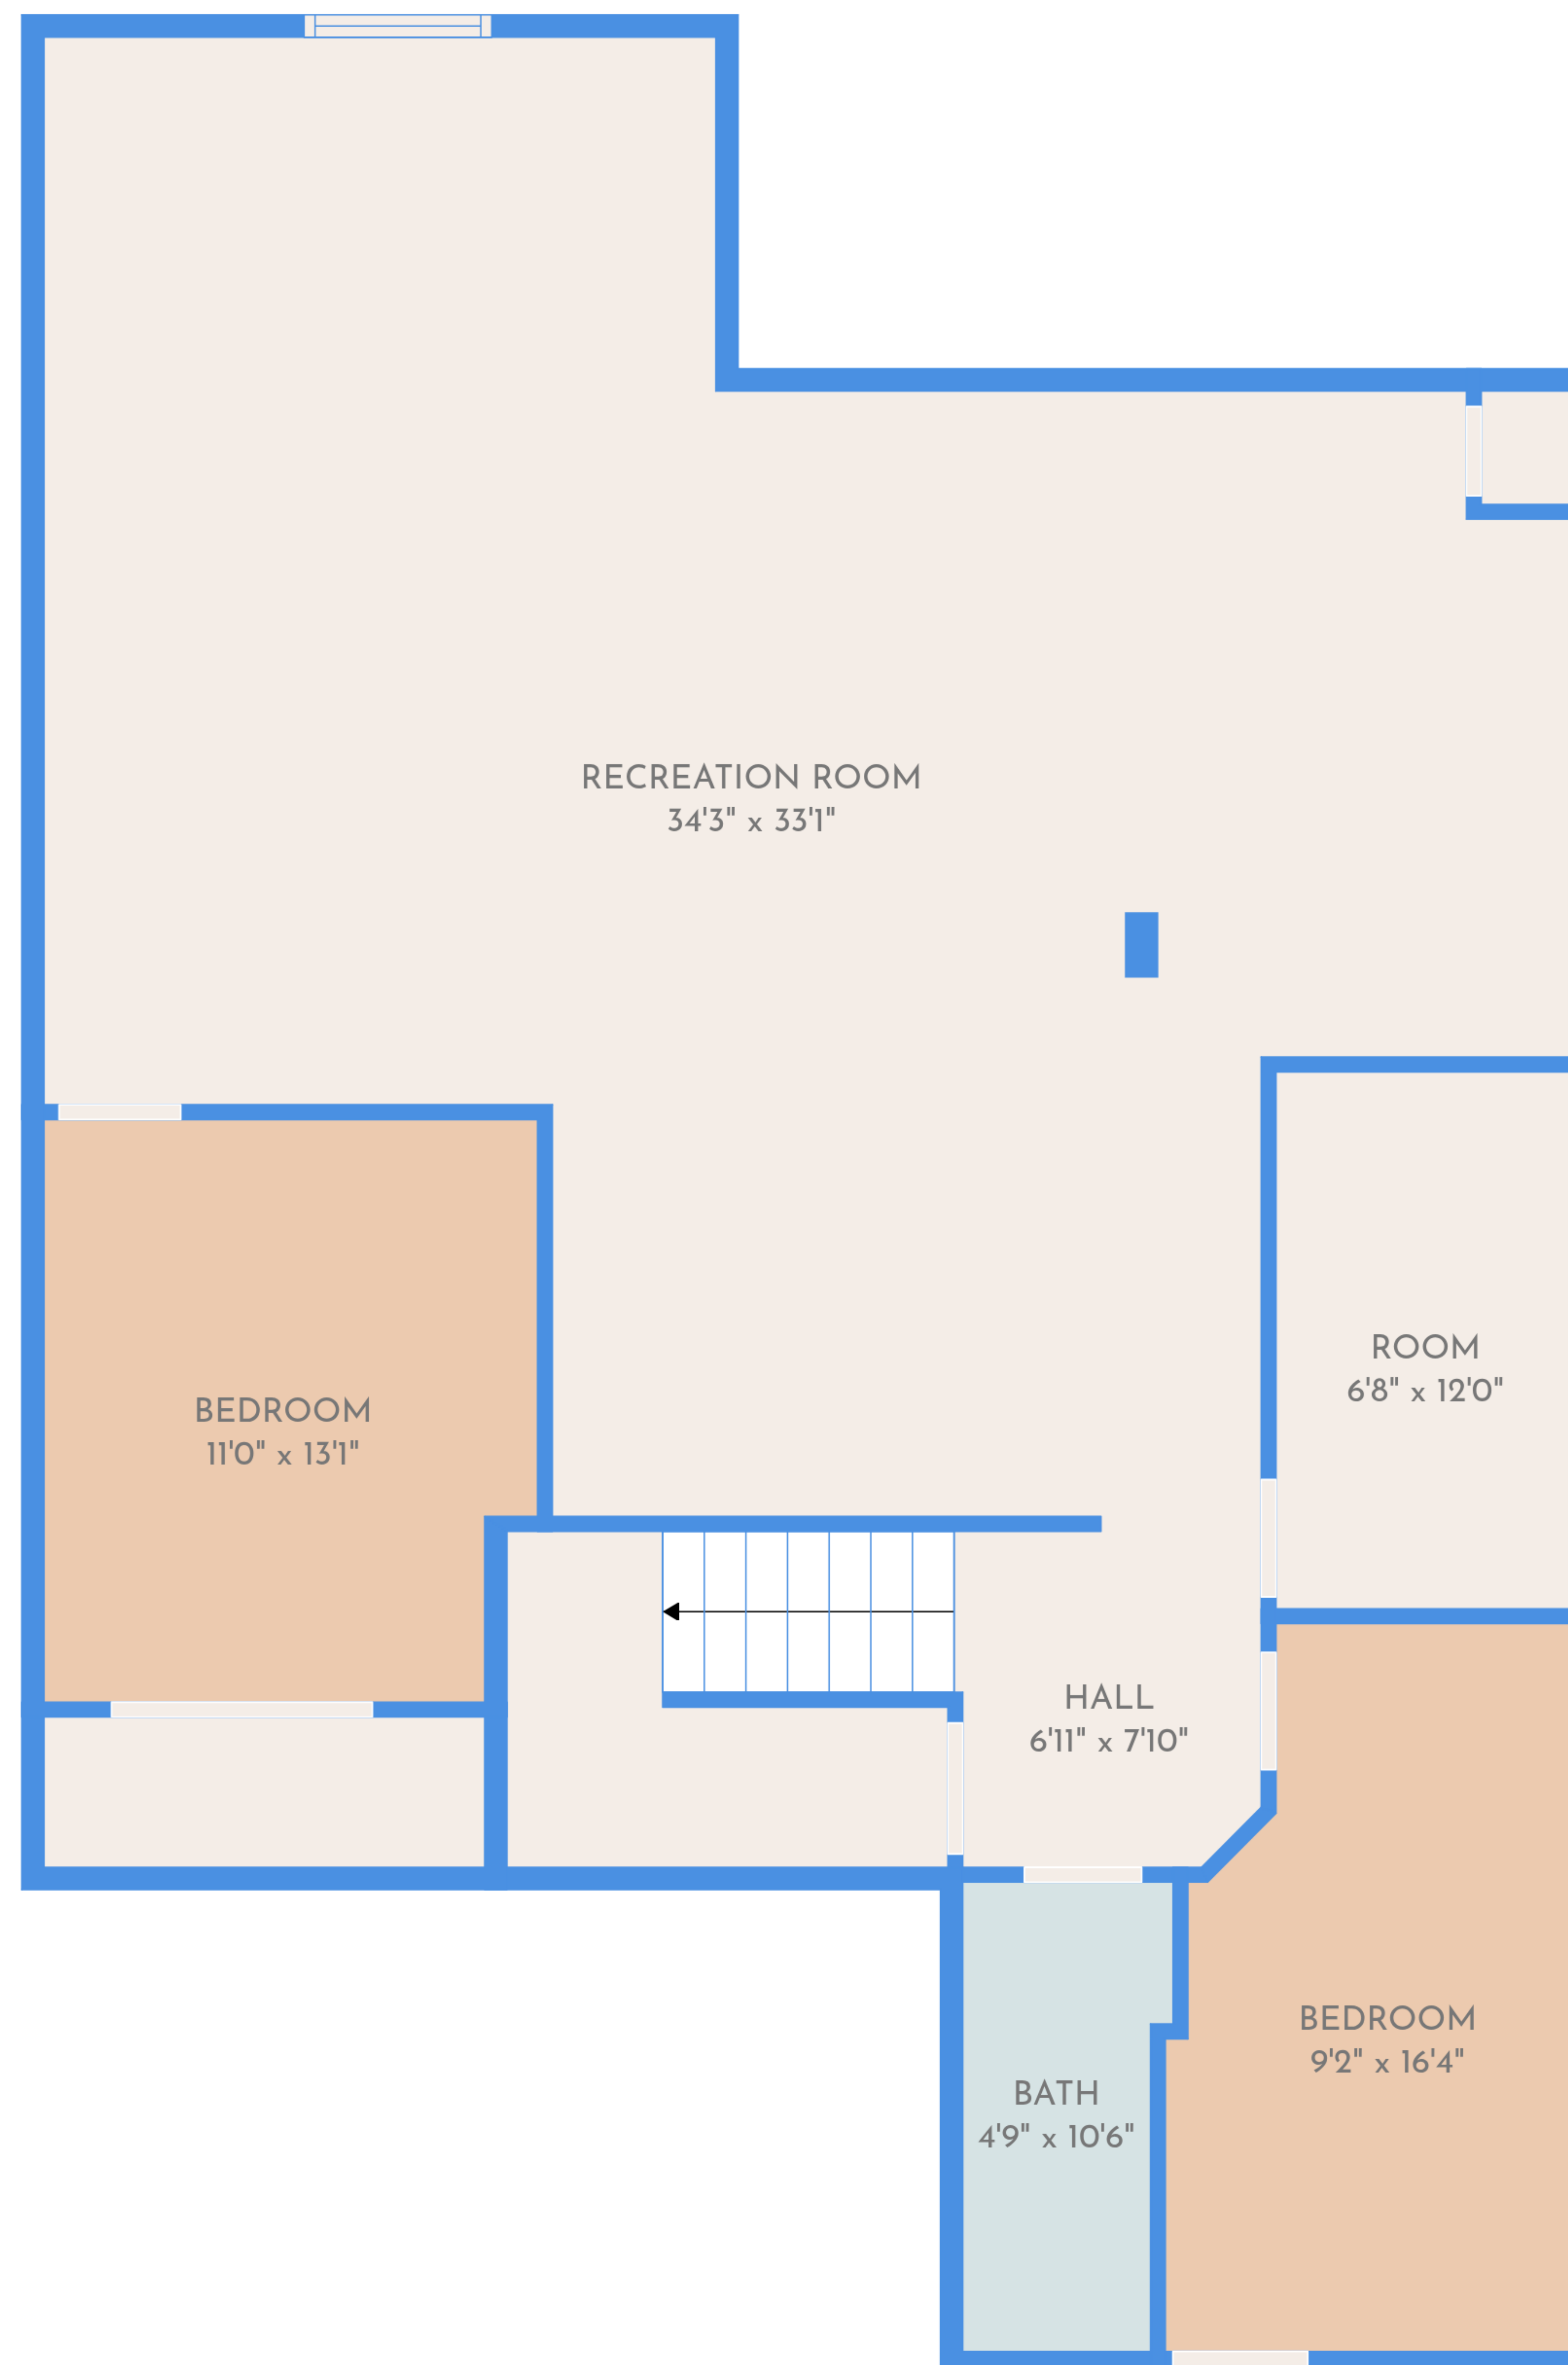 RECREATION ROOM
34'3" x 33'1"
ROOM
6'8" x 12'0"
BEDROOM
11'0" x 13'1"
HALL
6'11" x 7'10"
BEDROOM
9'2" x 16'4"
BATH
4'9" x 10'6"